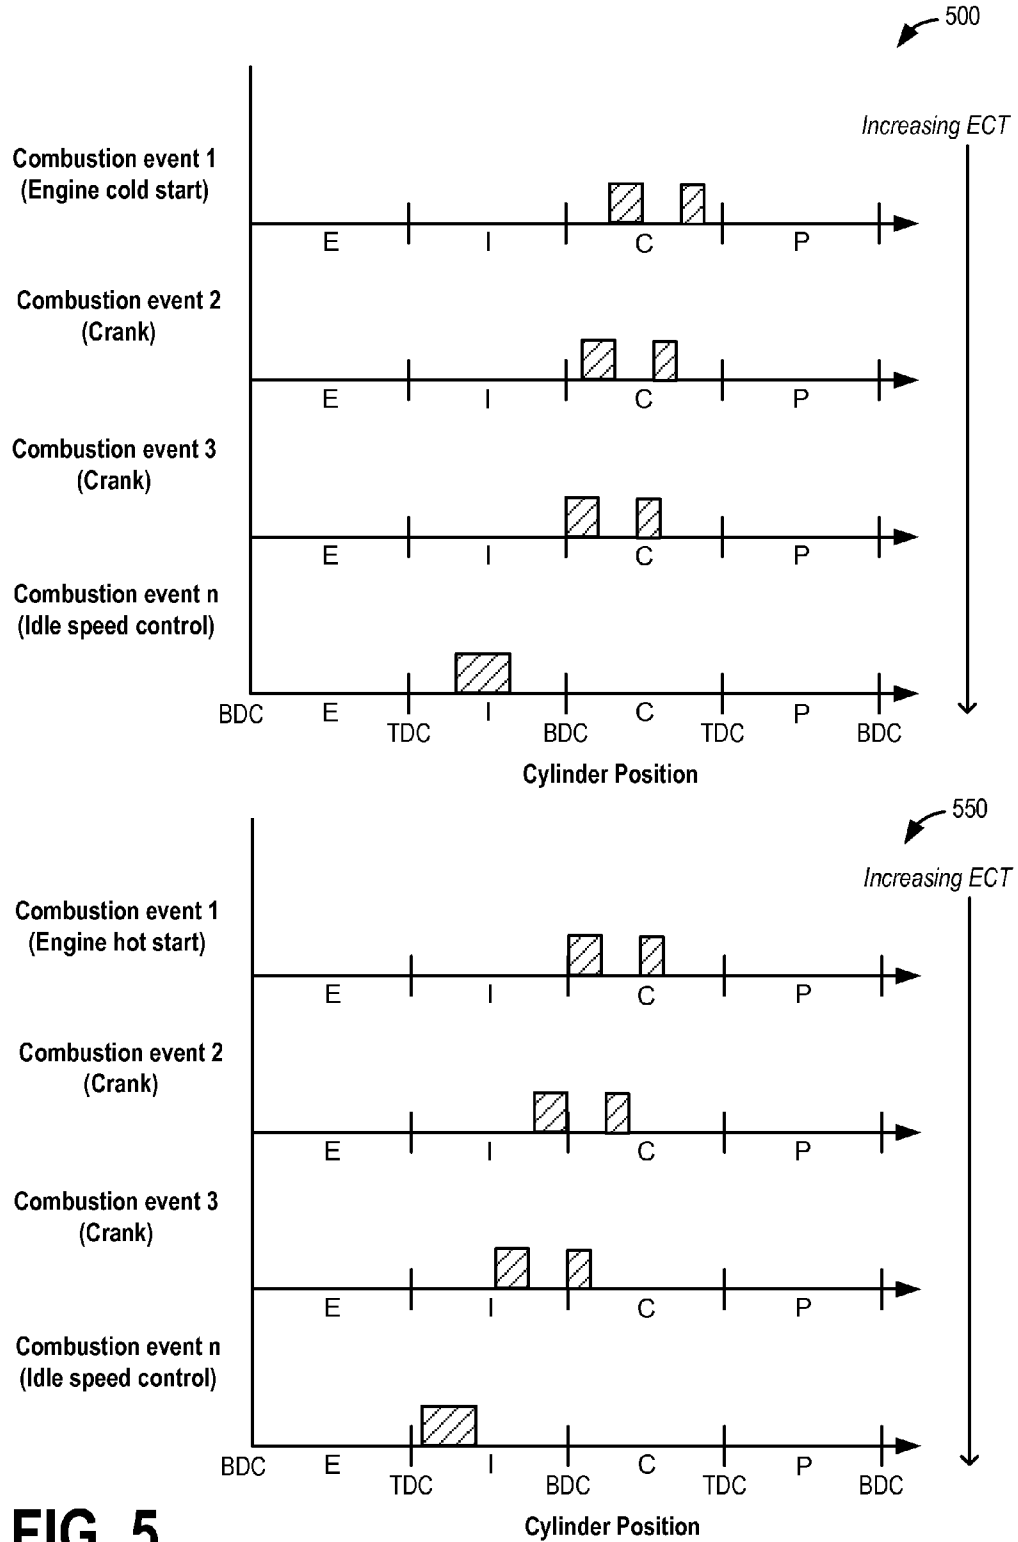 500
Increasing ECT
Combustion event 1
(Engine cold start)
E I C P
Combustion event 2
(Crank)
E I C P
Combustion event 3
(Crank)
E I C P
Combustion event n
(Idle speed control)
BDC E TDC I BDC C TDC P BDC
Cylinder Position
550
Increasing ECT
Combustion event 1
(Engine hot start)
E I C P
Combustion event 2
(Crank)
E I C P
Combustion event 3
(Crank)
E I C P
Combustion event n
(Idle speed control)
BDC E TDC I BDC C TDC P BDC
Cylinder Position
FIG. 5